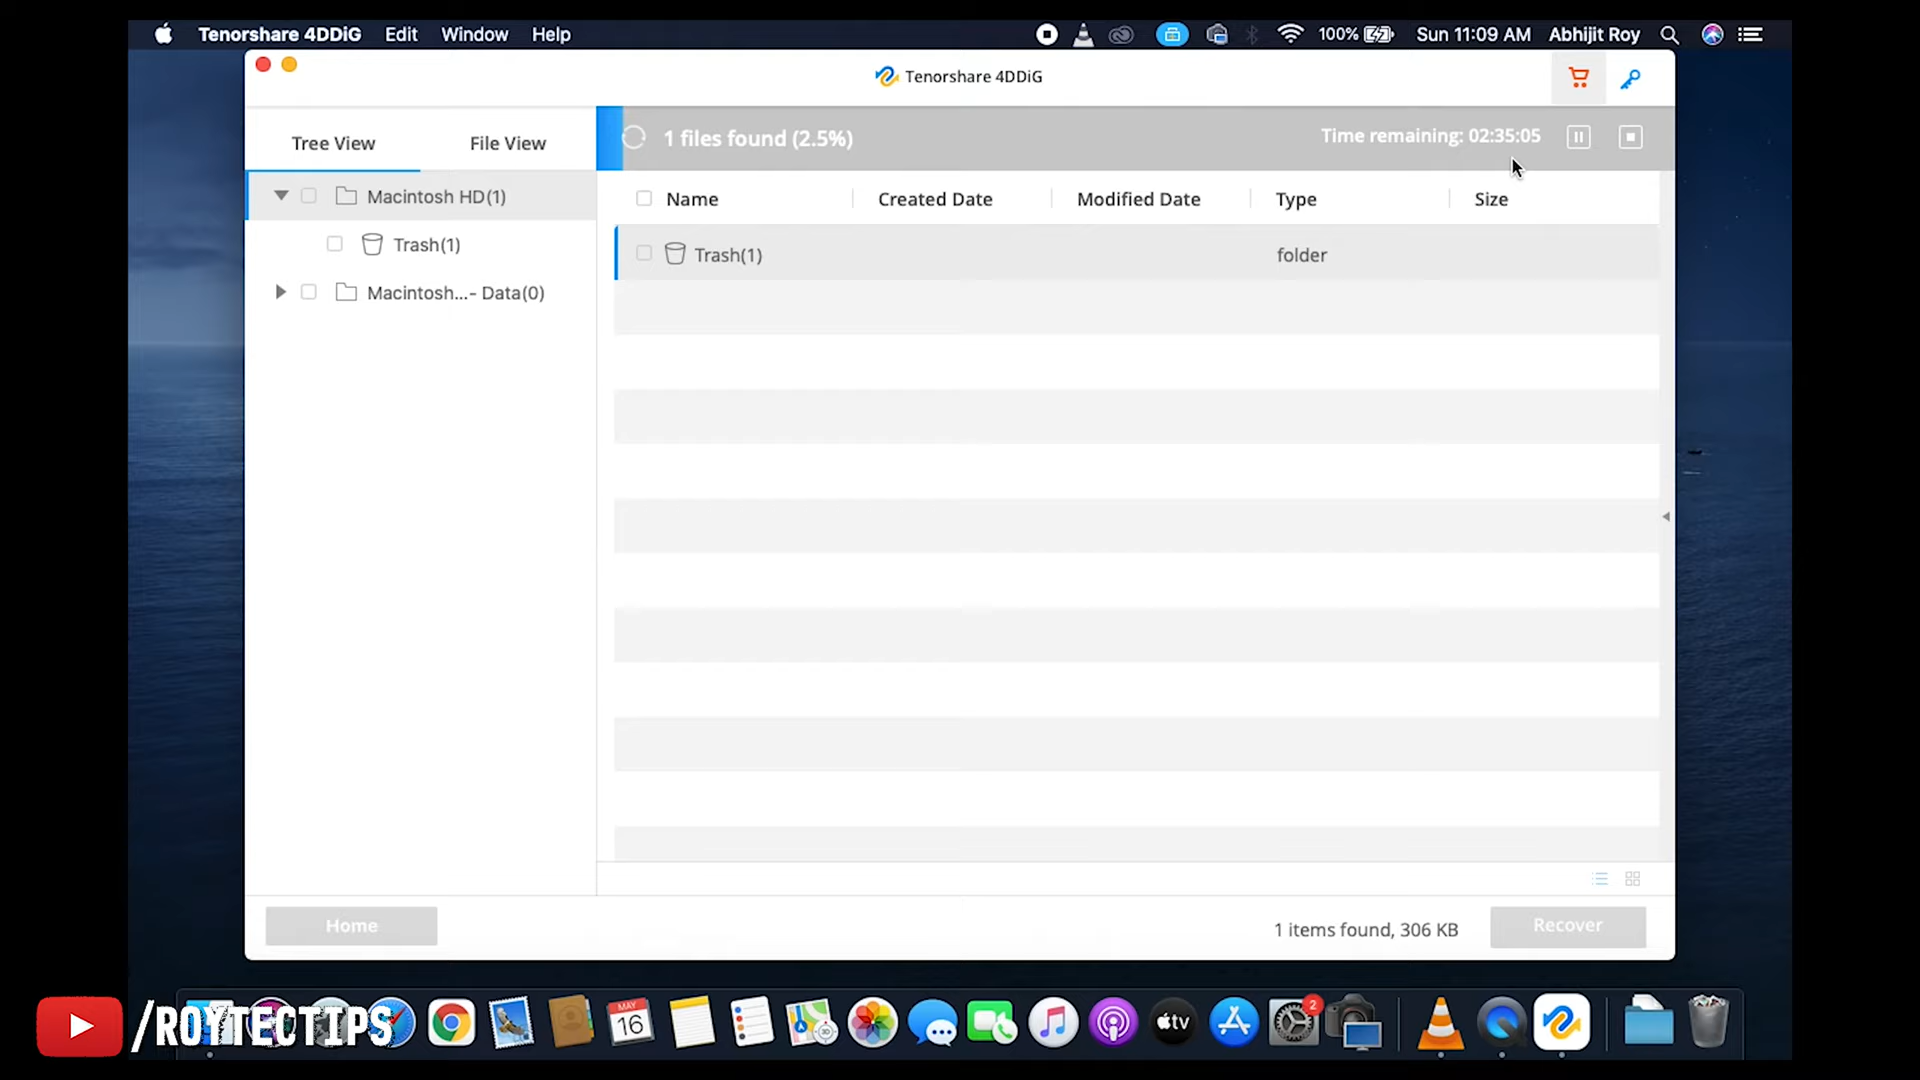 Tenorshare 4DDiG Edit Window Help 100% Sun 11:09 AM Abhijit Roy
Tenorshare 4DDiG
Tree View File View
1 files found (2.5%) Time remaining: 02:35:05
Macintosh HD(1)
Trash(1)
Macintosh...- Data(0)
Name Created Date Modified Date Type Size
Trash(1) folder
Home
1 items found, 306 KB
Recover
/ROYTECTIPS
MAY
16
tv
2